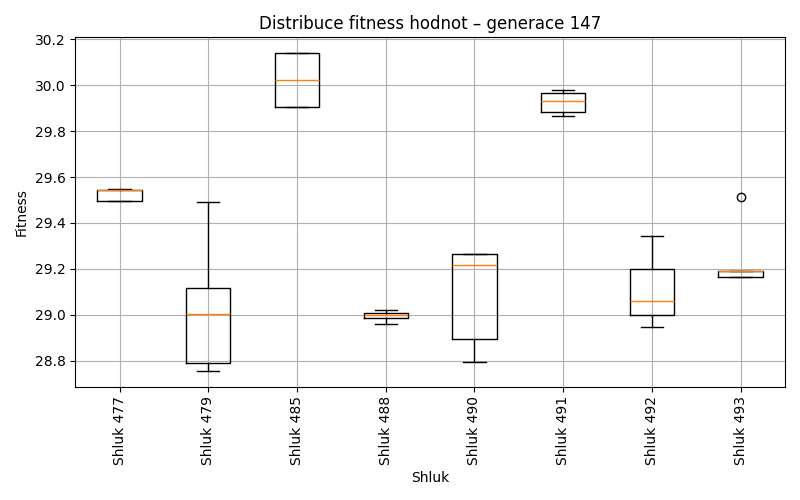 Distribuce fitness hodnot – generace 147
Fitness
30.2
30.0
29.8
29.6
29.4
29.2
29.0
28.8
Shluk 477
Shluk 479
Shluk 485
Shluk 488
Shluk 490
Shluk 491
Shluk 492
Shluk 493
Shluk